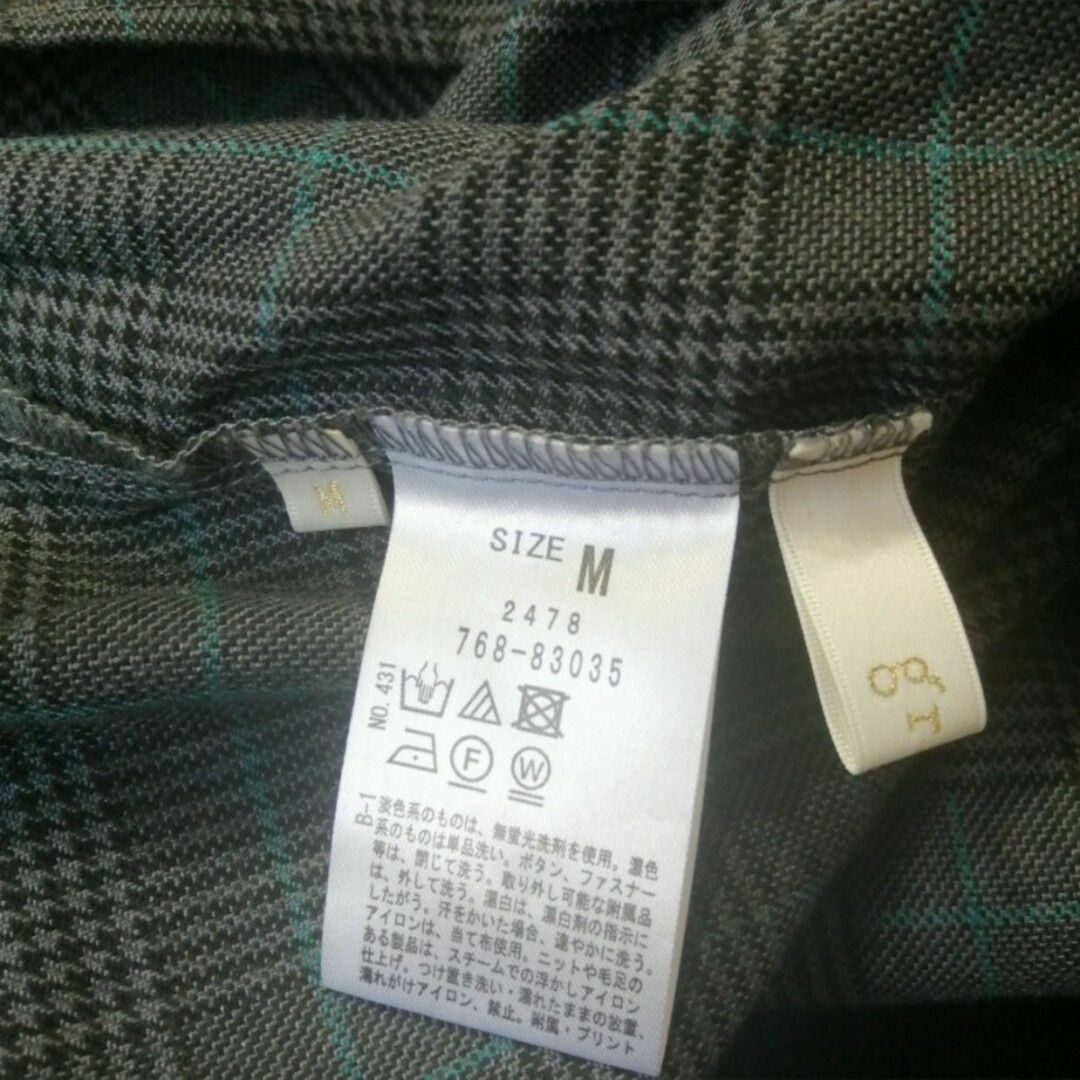 M
SIZE M
2478
768-83035
NO. 431
F
W
B-1
淡色系のものは、無蛍光洗剤を使用。濃色
系のものは単品洗い。ボタン、ファスナー
等は、閉じて洗う。取り外し可能な附属品
は、外して洗う。漂白は、漂白剤の指示に
したがう。汗をかいた場合、速やかに洗う。
アイロンは、当て布使用。ニットや毛足の
ある製品は、スチームでの浮かしアイロン
仕上げ。つけ置き洗い・濡れたままの放置、
濡れがけアイロン、禁止。附属・プリント
gr